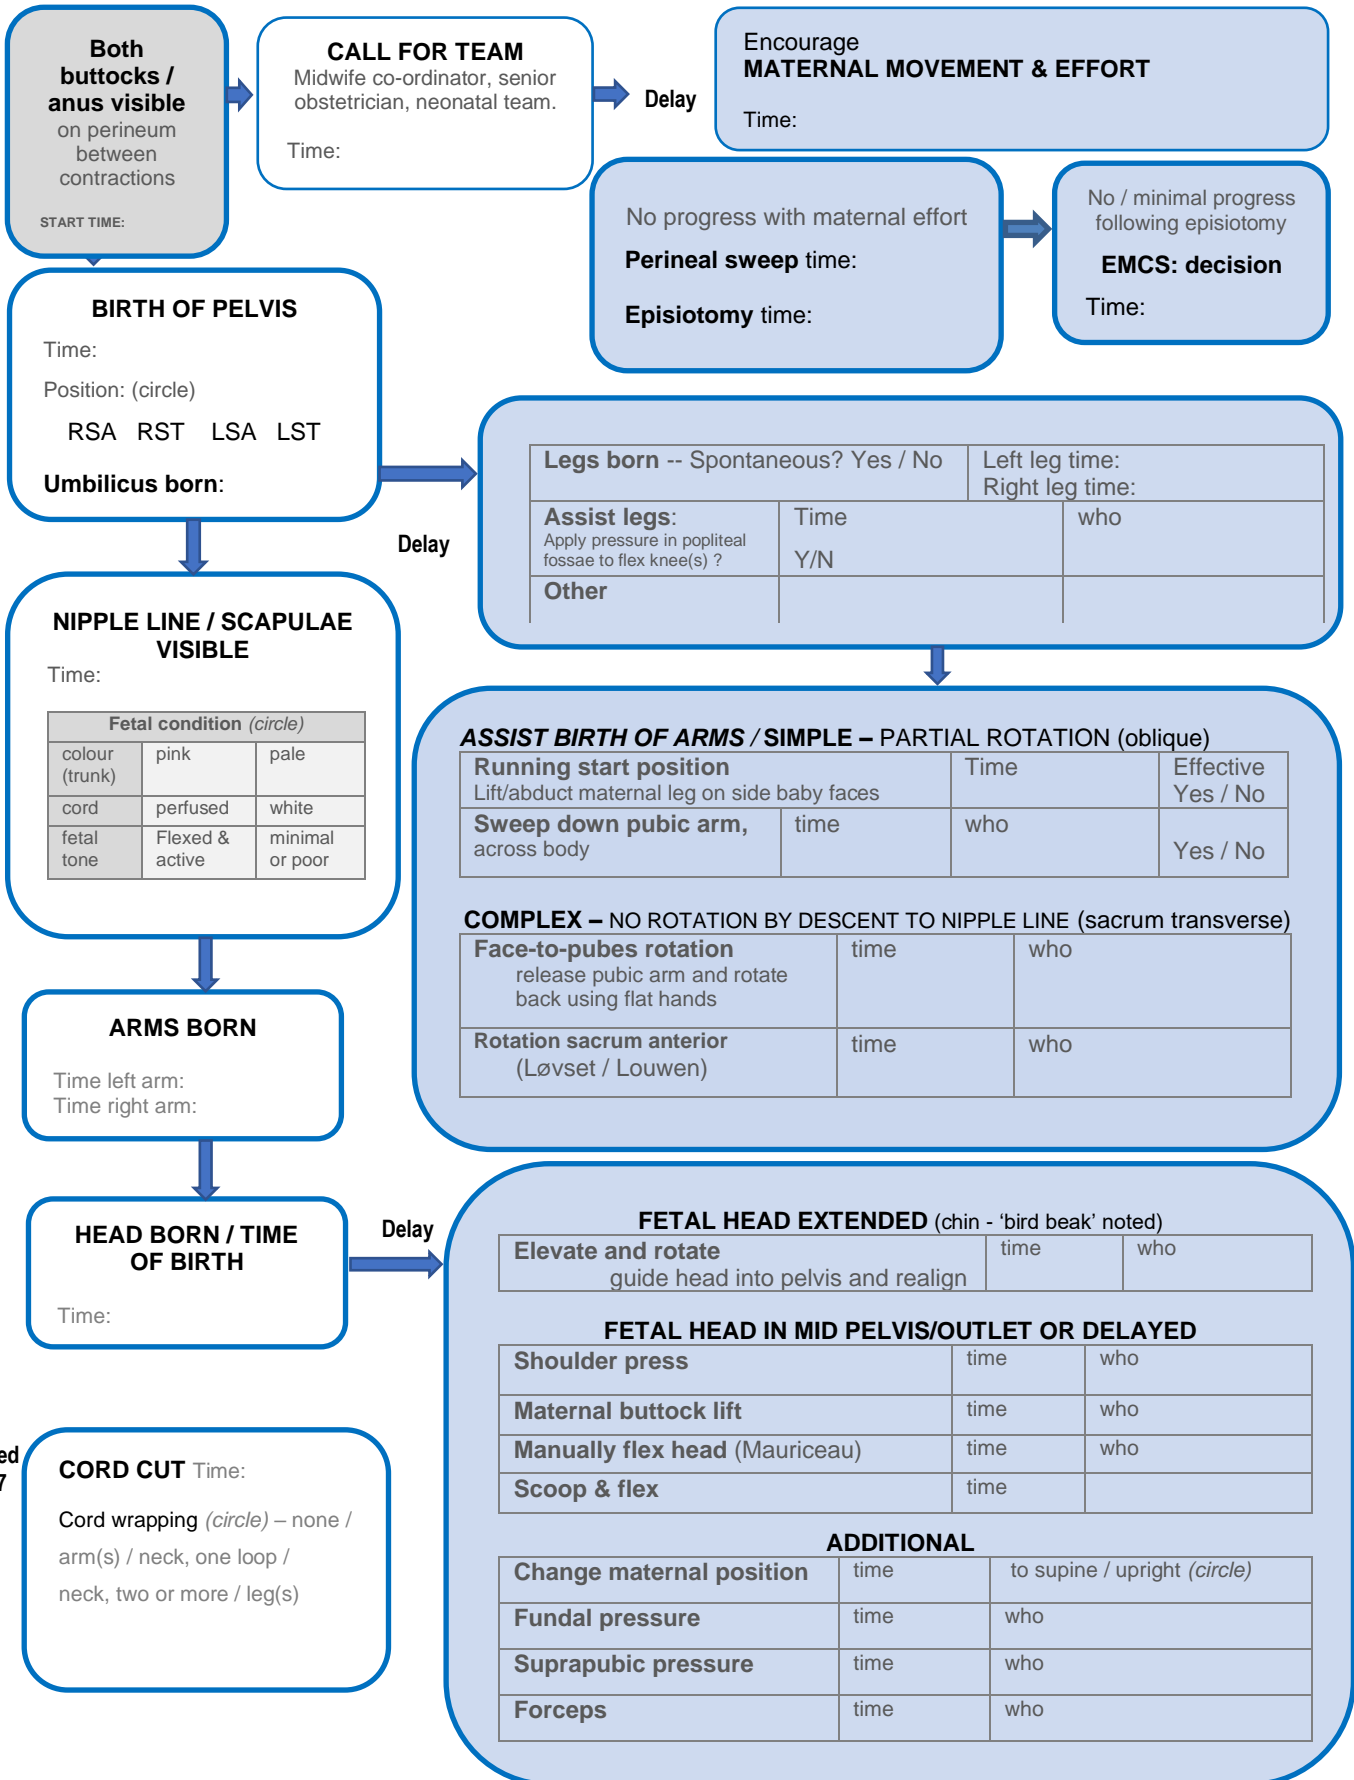 Both
buttocks /
anus visible
on perineum
between
contractions
START TIME:
CALL FOR TEAM
Midwife co-ordinator, senior
obstetrician, neonatal team.
Time:
Delay
Encourage
MATERNAL MOVEMENT & EFFORT
Time:
No progress with maternal effort
Perineal sweep time:
Episiotomy time:
No / minimal progress
following episiotomy
EMCS: decision
Time:
BIRTH OF PELVIS
Time:
Position: (circle)
RSA RST LSA LST
Umbilicus born:
Delay
Legs born -- Spontaneous? Yes / No
Left leg time:
Right leg time:
Assist legs:
Apply pressure in popliteal
fossae to flex knee(s) ?
Time
Y/N
who
Other
NIPPLE LINE / SCAPULAE
VISIBLE
Time:
Fetal condition (circle)
colour
(trunk)
pink
pale
cord
perfused
white
fetal
tone
Flexed &
active
minimal
or poor
ASSIST BIRTH OF ARMS / SIMPLE – PARTIAL ROTATION (oblique)
Running start position
Lift/abduct maternal leg on side baby faces
Time
Effective
Yes / No
Sweep down pubic arm,
across body
time
who
Yes / No
COMPLEX – NO ROTATION BY DESCENT TO NIPPLE LINE (sacrum transverse)
Face-to-pubes rotation
release pubic arm and rotate
back using flat hands
time
who
Rotation sacrum anterior
(Løvset / Louwen)
time
who
ARMS BORN
Time left arm:
Time right arm:
HEAD BORN / TIME
OF BIRTH
Time:
Delay
FETAL HEAD EXTENDED (chin - ‘bird beak’ noted)
Elevate and rotate
guide head into pelvis and realign
time
who
FETAL HEAD IN MID PELVIS/OUTLET OR DELAYED
Shoulder press
time
who
Maternal buttock lift
time
who
Manually flex head (Mauriceau)
time
who
Scoop & flex
time
ADDITIONAL
Change maternal position
time
to supine / upright (circle)
Fundal pressure
time
who
Suprapubic pressure
time
who
Forceps
time
who
ed
7
CORD CUT Time:
Cord wrapping (circle) – none /
arm(s) / neck, one loop /
neck, two or more / leg(s)